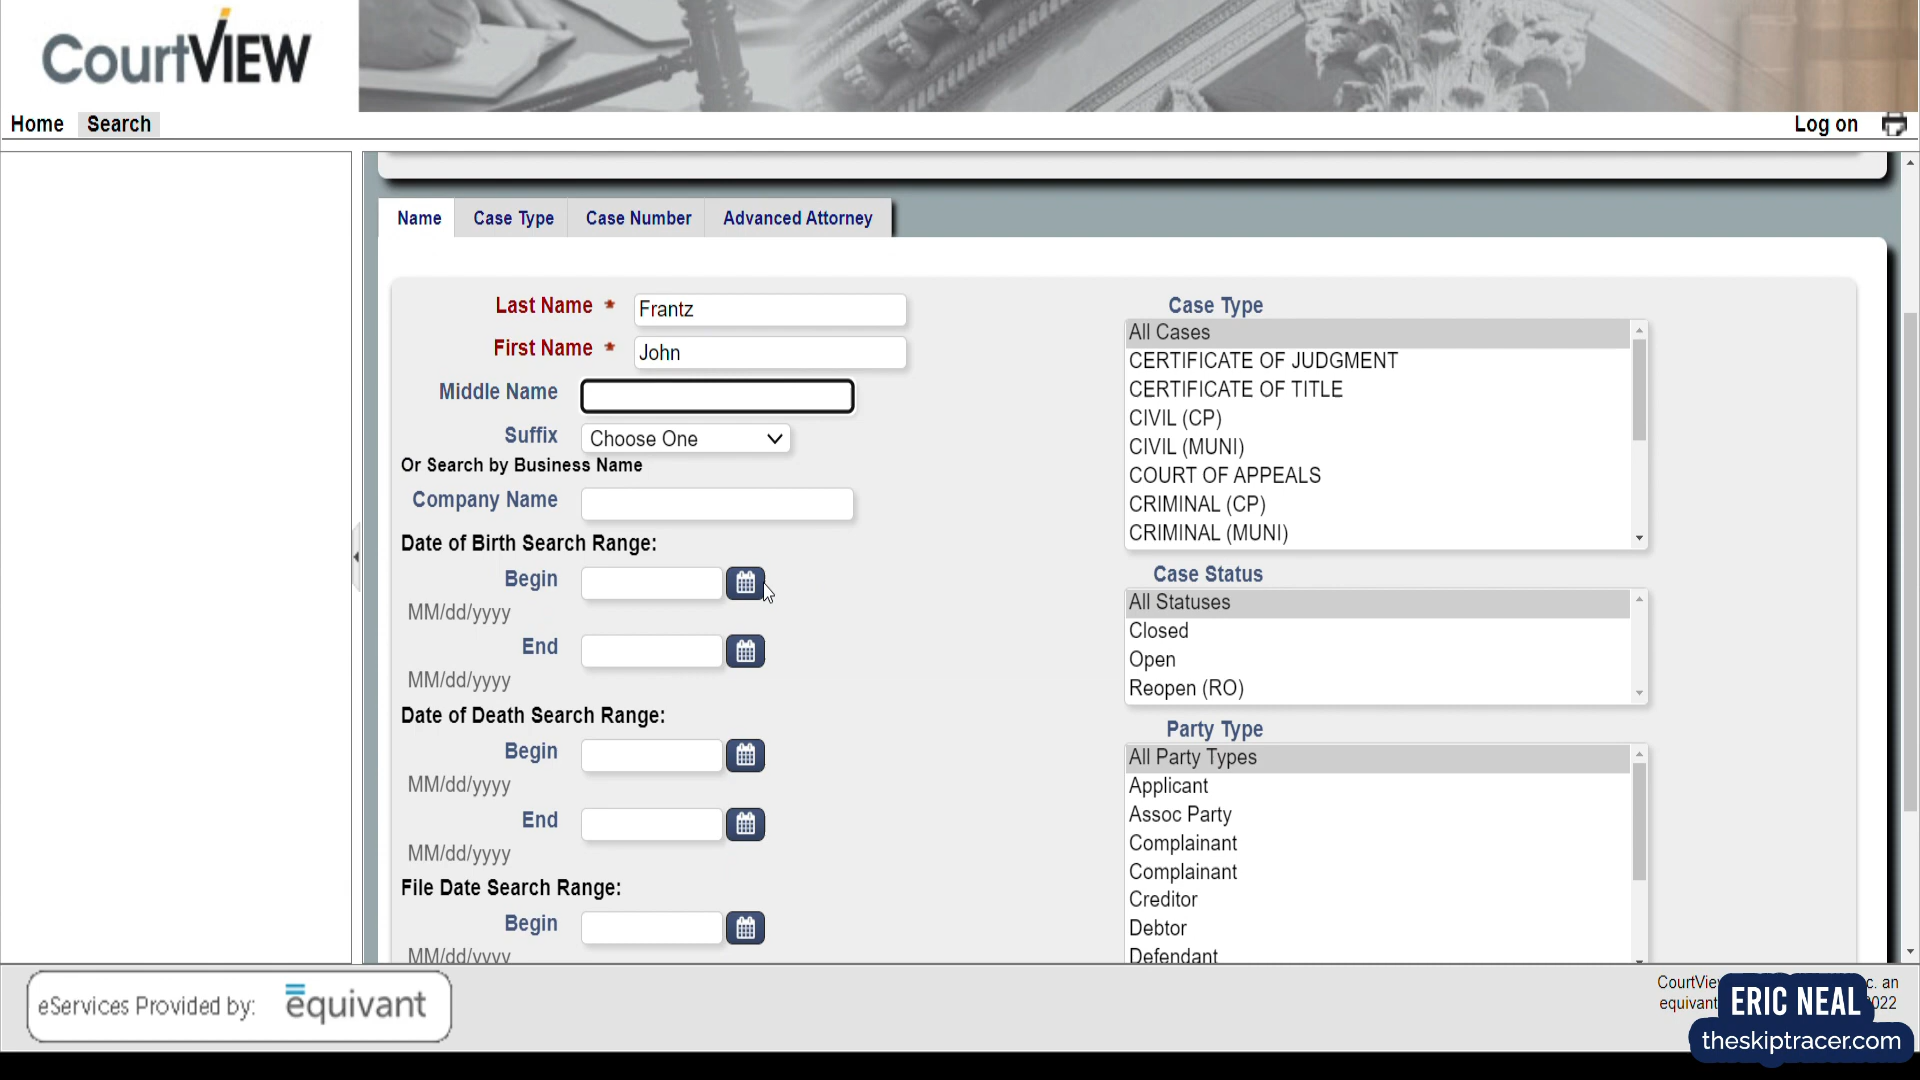 CourtVIEW
Home
Search
Log on
Name
Case Type
Case Number
Advanced Attorney
Last Name *
Frantz
First Name *
John
Middle Name
Suffix
Choose One
Or Search by Business Name
Company Name
Date of Birth Search Range:
Begin
MM/dd/yyyy
End
MM/dd/yyyy
Date of Death Search Range:
Begin
MM/dd/yyyy
End
MM/dd/yyyy
File Date Search Range:
Begin
MM/dd/yyyy
Case Type
All Cases
CERTIFICATE OF JUDGMENT
CERTIFICATE OF TITLE
CIVIL (CP)
CIVIL (MUNI)
COURT OF APPEALS
CRIMINAL (CP)
CRIMINAL (MUNI)
Case Status
All Statuses
Closed
Open
Reopen (RO)
Party Type
All Party Types
Applicant
Assoc Party
Complainant
Complainant
Creditor
Debtor
Defendant
eServices Provided by: equivant
c. an
equivant
ERIC NEAL
theskiptracer.com